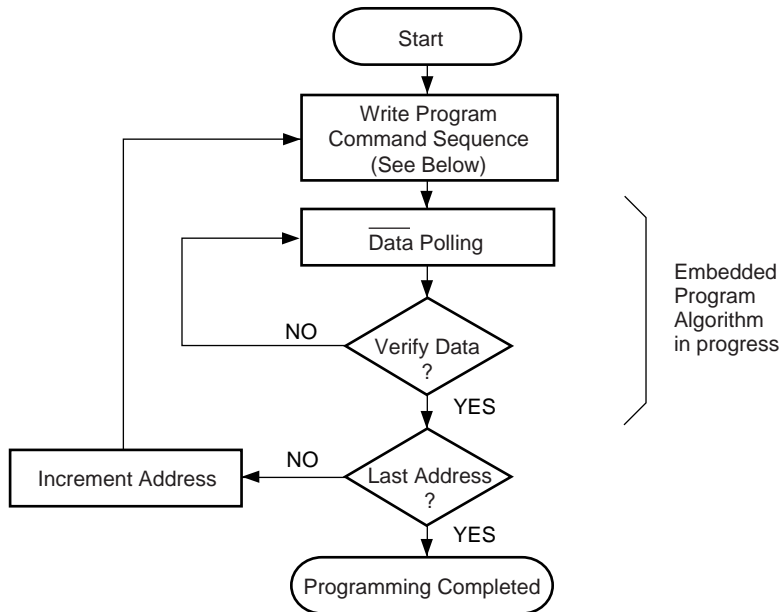 Start
Write Program
Command Sequence
(See Below)
Data Polling
Embedded
Program
Algorithm
in progress
NO
Verify Data
?
YES
Increment Address
NO
Last Address
?
YES
Programming Completed